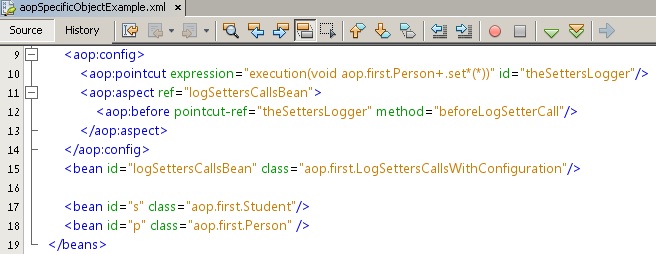 aopSpecificObjectExample.xml
Source History
9 <aop:config>
10 <aop:pointcut expression="execution(void aop.first.Person+.set*(*))" id="theSettersLogger"/>
11 <aop:aspect ref="logSettersCallsBean">
12 <aop:before pointcut-ref="theSettersLogger" method="beforeLogSetterCall"/>
13 </aop:aspect>
14 </aop:config>
15 <bean id="logSettersCallsBean" class="aop.first.LogSettersCallsWithConfiguration"/>
16
17 <bean id="s" class="aop.first.Student"/>
18 <bean id="p" class="aop.first.Person" />
19 </beans>